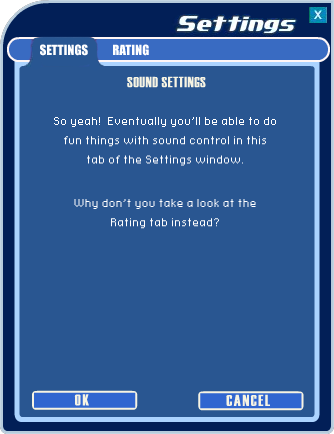 Settings X
SETTINGS RATING
SOUND SETTINGS
So yeah! Eventually you'll be able to do
fun things with sound control in this
tab of the Settings window.
Why don't you take a look at the
Rating tab instead?
OK CANCEL